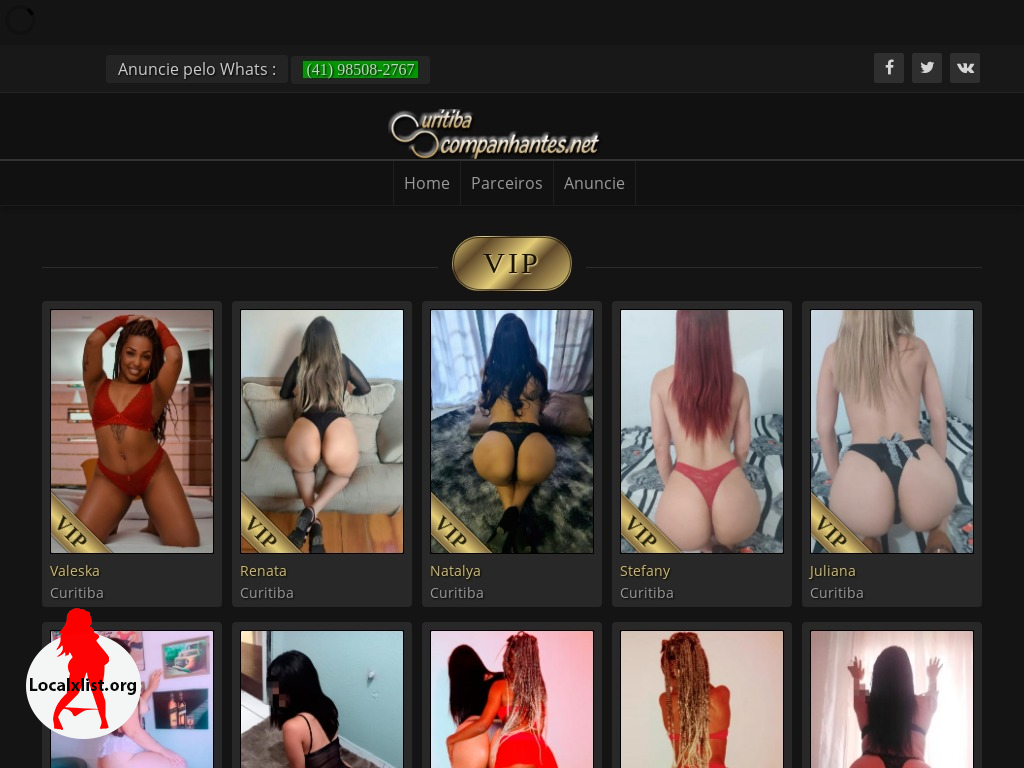 Anuncie pelo Whats : (41) 98508-2767
Curitiba
companhantes.net
Home Parceiros Anuncie
VIP
VIP VIP VIP VIP VIP
Valeska Renata Natalya Stefany Juliana
Curitiba Curitiba Curitiba Curitiba Curitiba
Localxlist.org